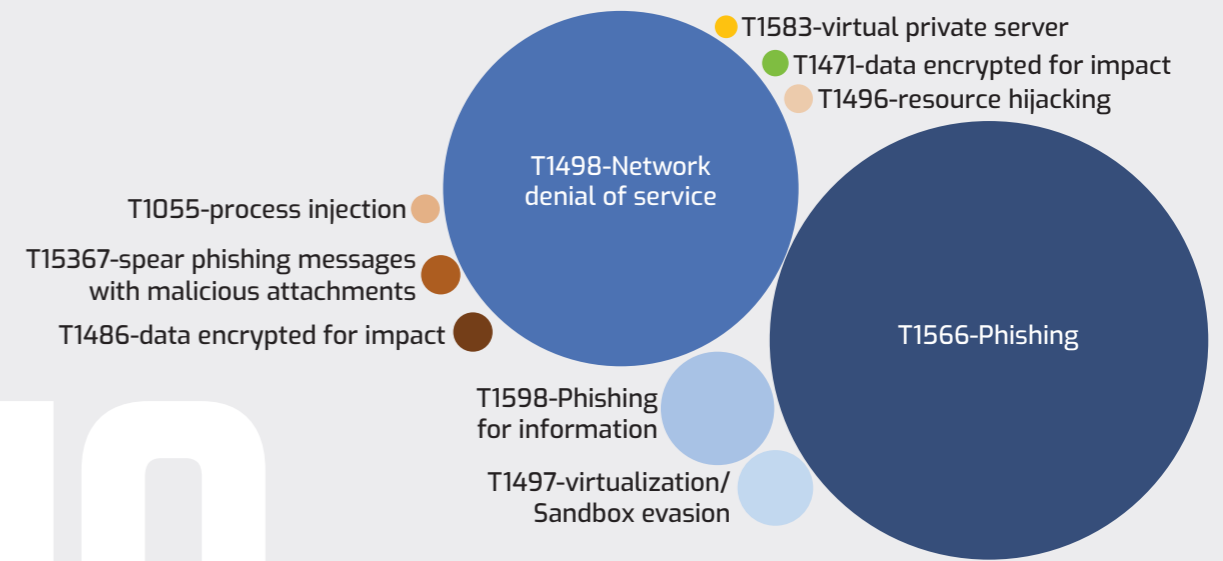 T1583-virtual private server
T1471-data encrypted for impact
T1496-resource hijacking
T1498-Network
denial of service
T1055-process injection
T15367-spear phishing messages
with malicious attachments
T1486-data encrypted for impact
T1566-Phishing
T1598-Phishing
for information
T1497-virtualization/
Sandbox evasion
10